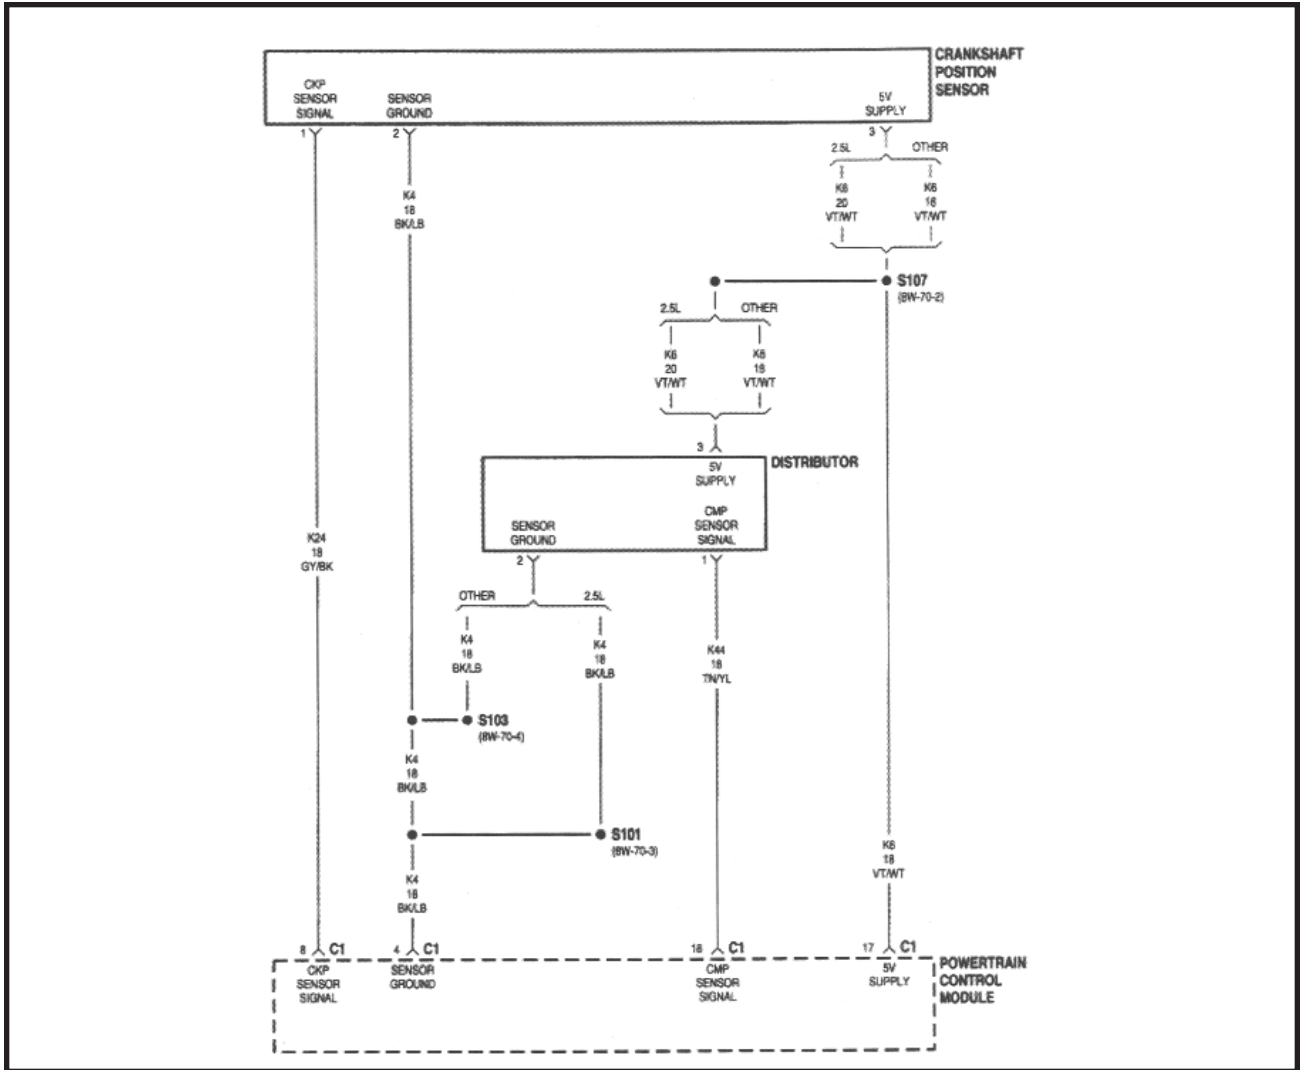 CRANKSHAFT
POSITION
SENSOR
CKP
SENSOR
SIGNAL
SENSOR
GROUND
5V
SUPPLY
1
2
3
2.5L
OTHER
K4
18
BK/LB
K6
20
VT/WT
K6
18
VT/WT
S107
(8W-70-2)
2.5L
OTHER
K6
20
VT/WT
K6
18
VT/WT
3
DISTRIBUTOR
5V
SUPPLY
SENSOR
GROUND
CMP
SENSOR
SIGNAL
2
1
K24
18
GY/BK
OTHER
2.5L
K4
18
BK/LB
K4
18
BK/LB
K44
18
TN/YL
S103
(8W-70-4)
K4
18
BK/LB
S101
(8W-70-3)
K6
18
VT/WT
K4
18
BK/LB
8
C1
4
C1
18
C1
17
C1
CKP
SENSOR
SIGNAL
SENSOR
GROUND
CMP
SENSOR
SIGNAL
5V
SUPPLY
POWERTRAIN
CONTROL
MODULE